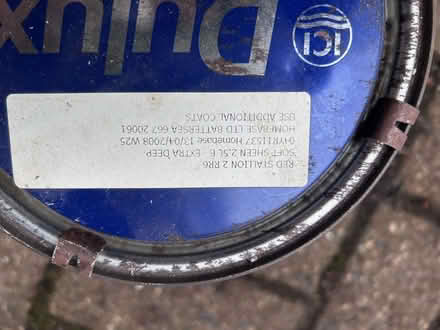 RED STALLION 2 RR6
SOFT SHEEN 2.5L 6 - EXTRA DEEP
04YR11537 Homebase 13/04/2008 W25
HOMEBASE LTD BATTERSEA 667 20061
USE ADDITIONAL COATS
Dulux
ICI